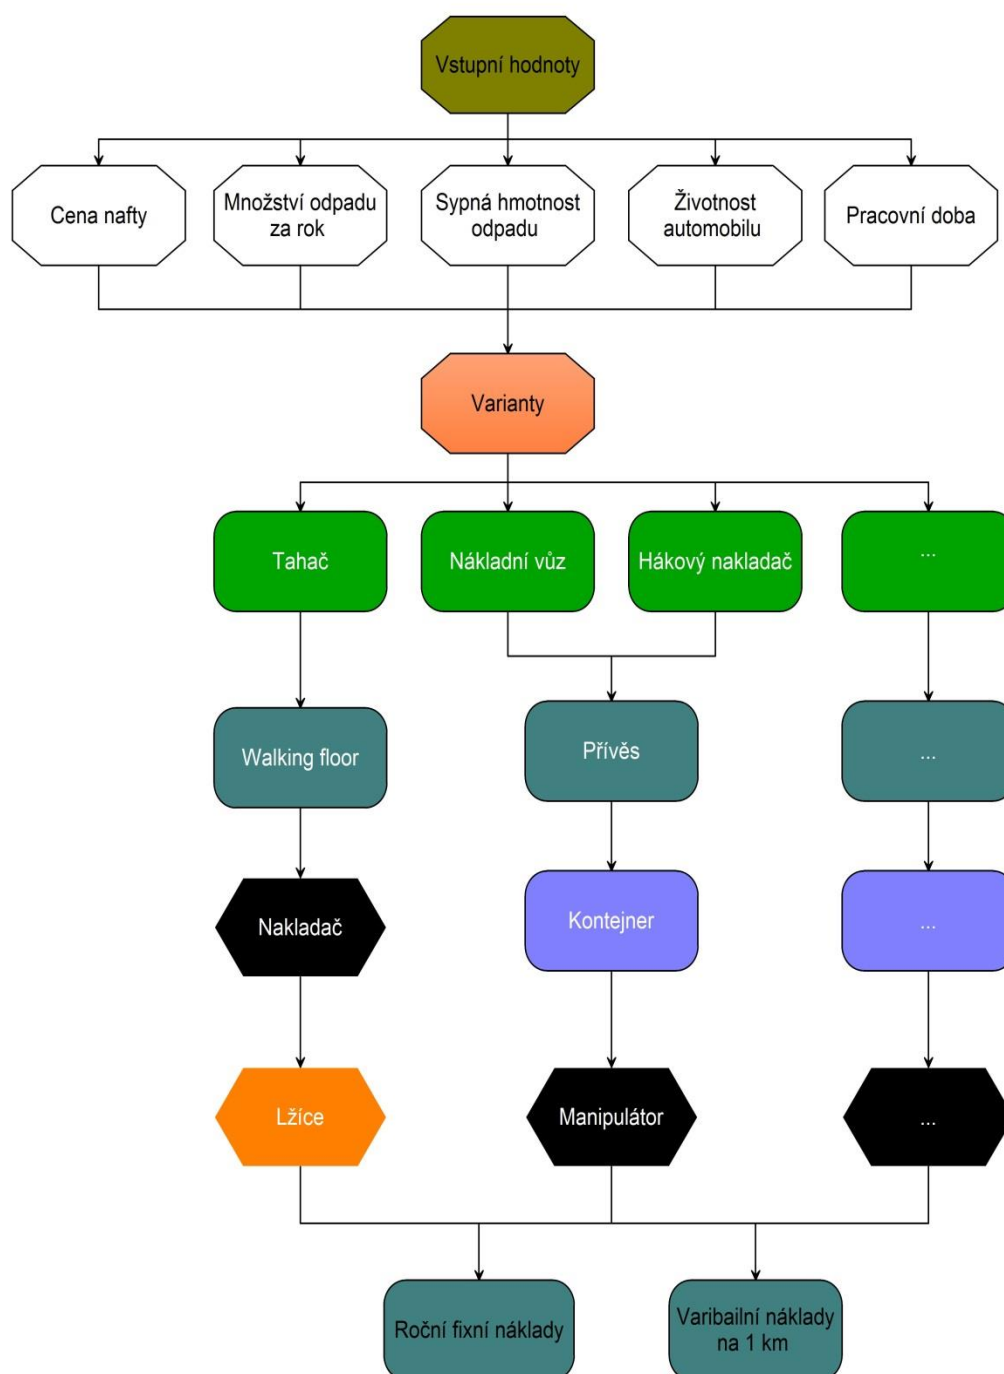 Vstupní hodnoty
Cena nafty
Množství odpadu
za rok
Sypná hmotnost
odpadu
Životnost
automobilu
Pracovní doba
Varianty
Tahač
Nákladní vůz
Hákový nakladač
...
Walking floor
Přívěs
...
Nakladač
Kontejner
...
Lžíce
Manipulátor
...
Roční fixní náklady
Varibailní náklady
na 1 km